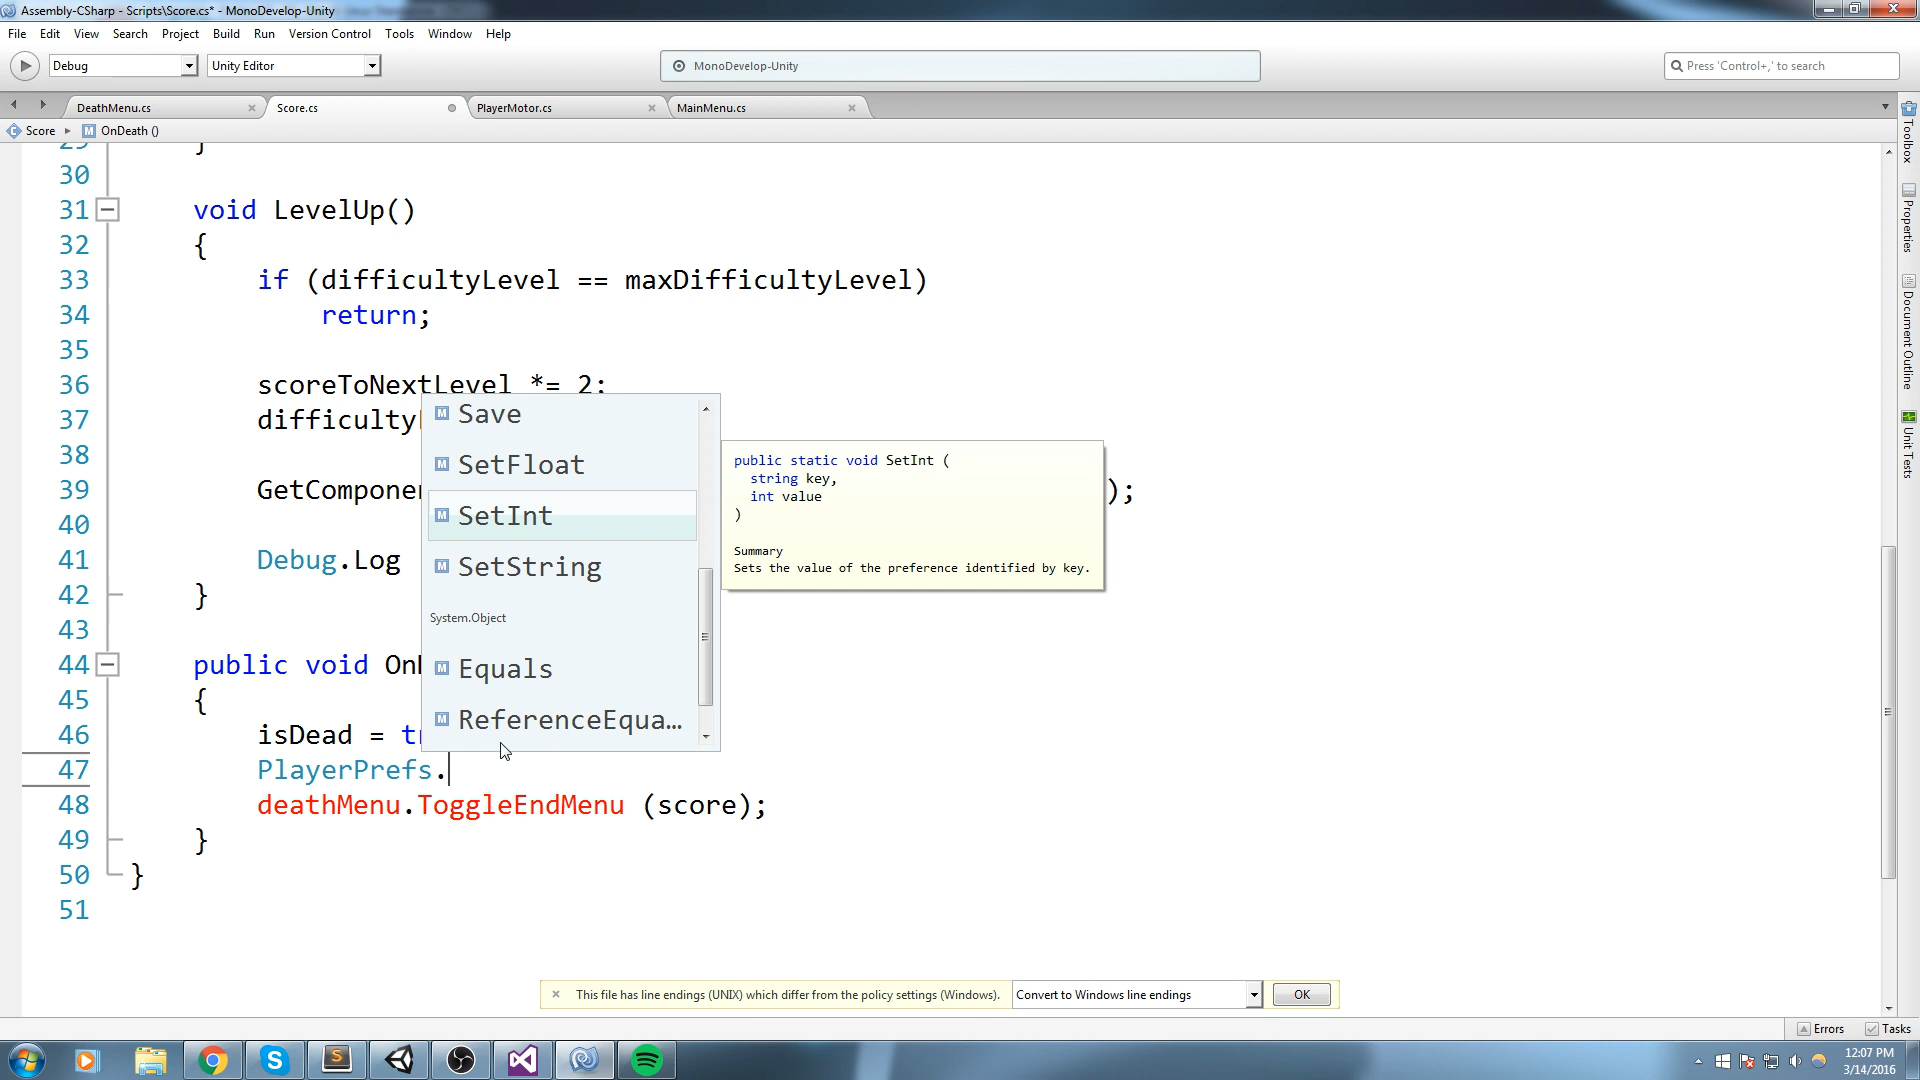 Assembly-CSharp - Scripts\Score.cs* - MonoDevelop-Unity
File Edit View Search Project Build Run Version Control Tools Window Help
Debug Unity Editor MonoDevelop-Unity Press 'Control+,' to search
DeathMenu.cs Score.cs PlayerMotor.cs MainMenu.cs
Score OnDeath ()
29 }
30
31 void LevelUp()
32 {
33 if (difficultyLevel == maxDifficultyLevel)
34 return;
35
36 scoreToNextLevel *= 2;
37 difficulty
38
39 GetCompone );
40
41 Debug.Log
42 }
43
44 public void On
45 {
46 isDead = t
47 PlayerPrefs.
48 deathMenu.ToggleEndMenu (score);
49 }
50 }
51
Save
SetFloat
SetInt
SetString
System.Object
Equals
ReferenceEqua...
public static void SetInt (
string key,
int value
)
Summary
Sets the value of the preference identified by key.
Toolbox
Properties
Document Outline
Unit Tests
This file has line endings (UNIX) which differ from the policy settings (Windows). Convert to Windows line endings OK
Errors Tasks
12:07 PM
3/14/2016